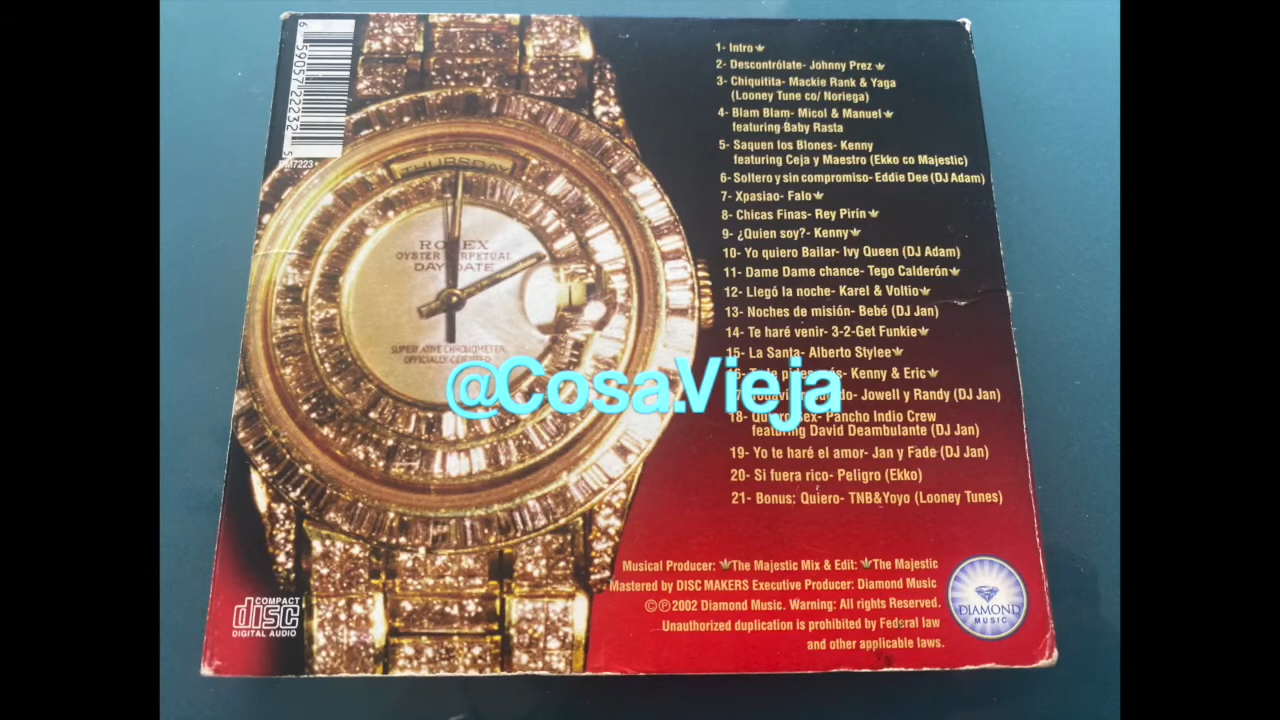 6 59057 22232 5
DM7223
THURSDAY
ROLEX
OYSTER PERPETUAL
DAY-DATE
SUPERLATIVE CHRONOMETER
OFFICIALLY CERTIFIED
1- Intro
2- Descontrólate- Johnny Prez
3- Chiquitita- Mackie Rank & Yaga
(Looney Tune co/ Noriega)
4- Blam Blam- Micol & Manuel
featuring Baby Rasta
5- Saquen los Blones- Kenny
featuring Ceja y Maestro (Ekko co Majestic)
6- Soltero y sin compromiso- Eddie Dee (DJ Adam)
7- Xpasiao- Falo
8- Chicas Finas- Rey Pirín
9- ¿Quien soy?- Kenny
10- Yo quiero Bailar- Ivy Queen (DJ Adam)
11- Dame Dame chance- Tego Calderón
12- Llegó la noche- Karel & Voltio
13- Noches de misión- Bebé (DJ Jan)
14- Te haré venir- 3-2-Get Funkie
15- La Santa- Alberto Stylee
16- Kenny & Eric
Jowell y Randy (DJ Jan)
18- Quiero Sex- Pancho Indio Crew
featuring David Deambulante (DJ Jan)
19- Yo te haré el amor- Jan y Fade (DJ Jan)
20- Si fuera rico- Peligro (Ekko)
21- Bonus: Quiero- TNB&Yoyo (Looney Tunes)
@CosaVieja
Musical Producer: The Majestic Mix & Edit: The Majestic
Mastered by DISC MAKERS Executive Producer: Diamond Music
©℗2002 Diamond Music. Warning: All rights Reserved.
Unauthorized duplication is prohibited by Federal law
and other applicable laws.
DIAMOND
MUSIC
COMPACT
disc
DIGITAL AUDIO